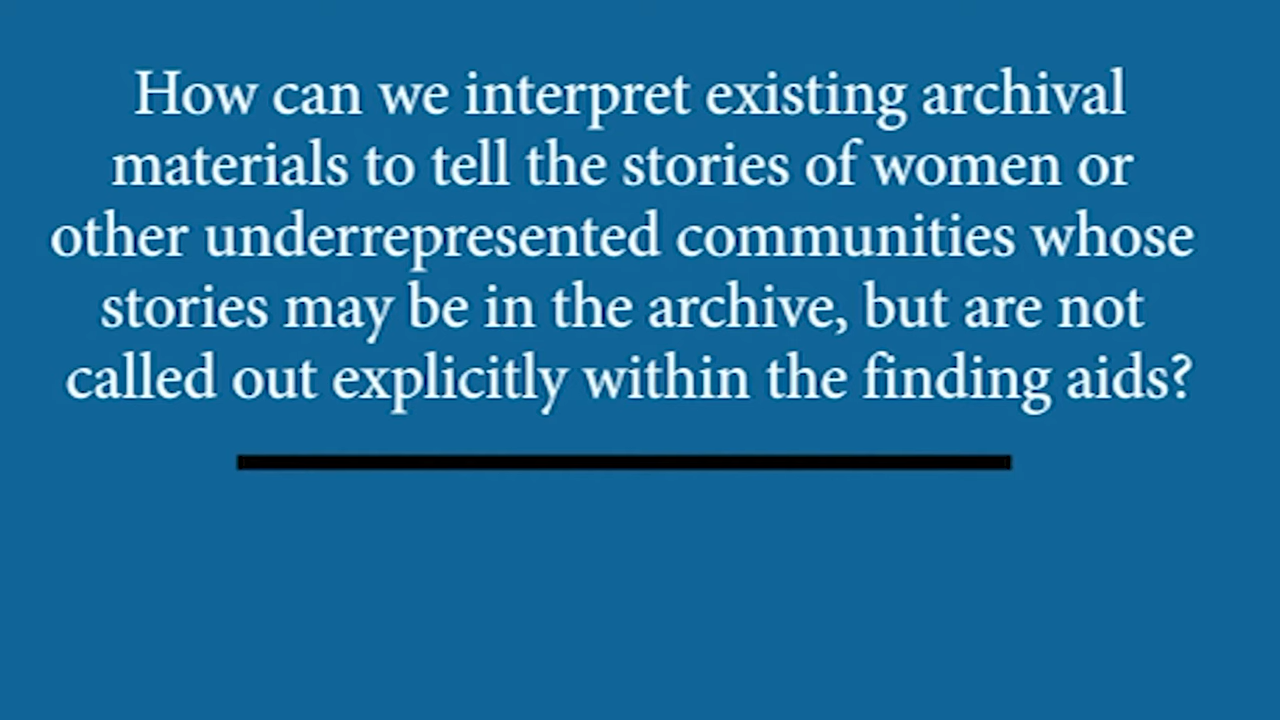 How can we interpret existing archival
materials to tell the stories of women or
other underrepresented communities whose
stories may be in the archive, but are not
called out explicitly within the finding aids?